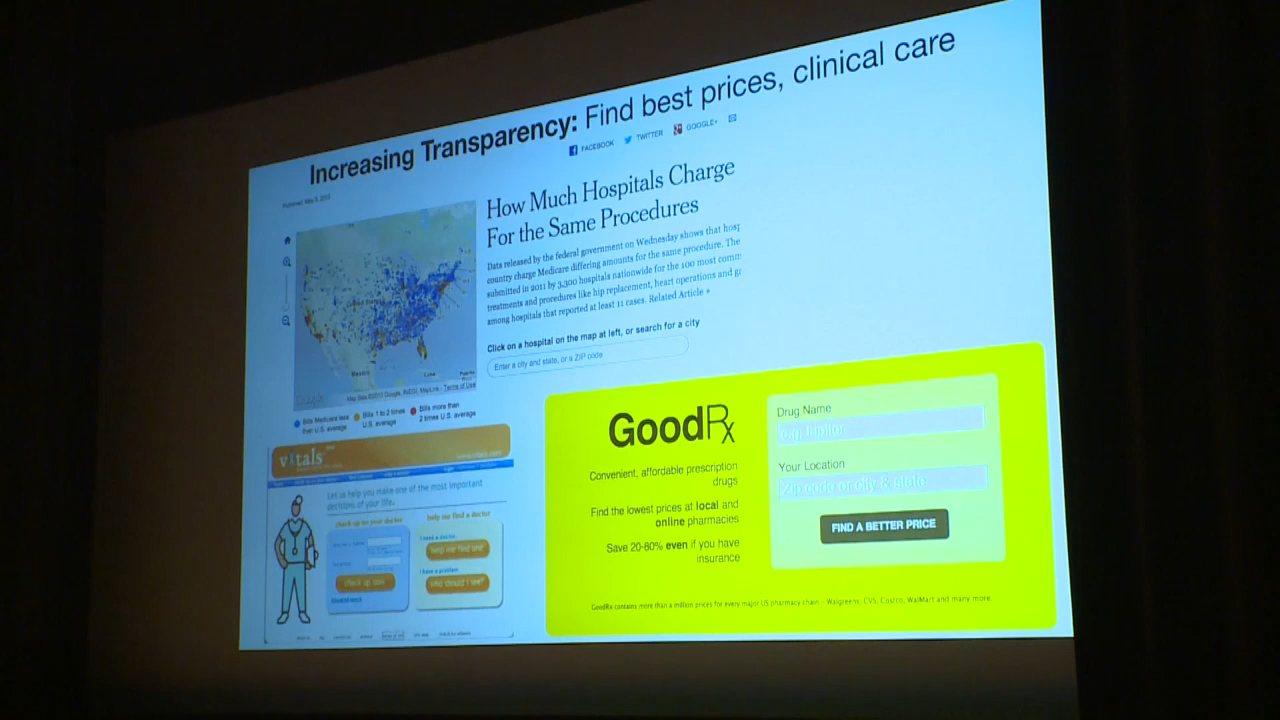 Increasing Transparency: Find best prices, clinical care
FACEBOOK TWITTER GOOGLE+
How Much Hospitals Charge
For the Same Procedures
Data released by the federal government on Wednesday shows that hosp
country charge Medicare differing amounts for the same procedure. The
submitted in 2011 by 3,300 hospitals nationwide for the 100 most comm
treatments and procedures like hip replacement, heart operations and
among hospitals that reported at least 11 cases. Related Article »
Click on a hospital on the map at left, or search for a city
Enter a city and state, or a ZIP code
Mexico
Cuba
Terms of Use
Bills Medicare less
than U.S. average
Bills 1 to 2 times
U.S. average
Bills more than
2 times U.S. average
vitals
Let us help you make one of the most important
decisions of your life.
check up on your doctor
help me find a doctor
I have a problem
who should I see?
GoodRx
Convenient, affordable prescription
drugs
Find the lowest prices at local and
online pharmacies
Save 20-80% even if you have
insurance
Drug Name
Your Location
Zip code or city & state
FIND A BETTER PRICE
GoodRx contains more than a million prices for every major US pharmacy chain - Walgreens, CVS, Costco, WalMart and many more.